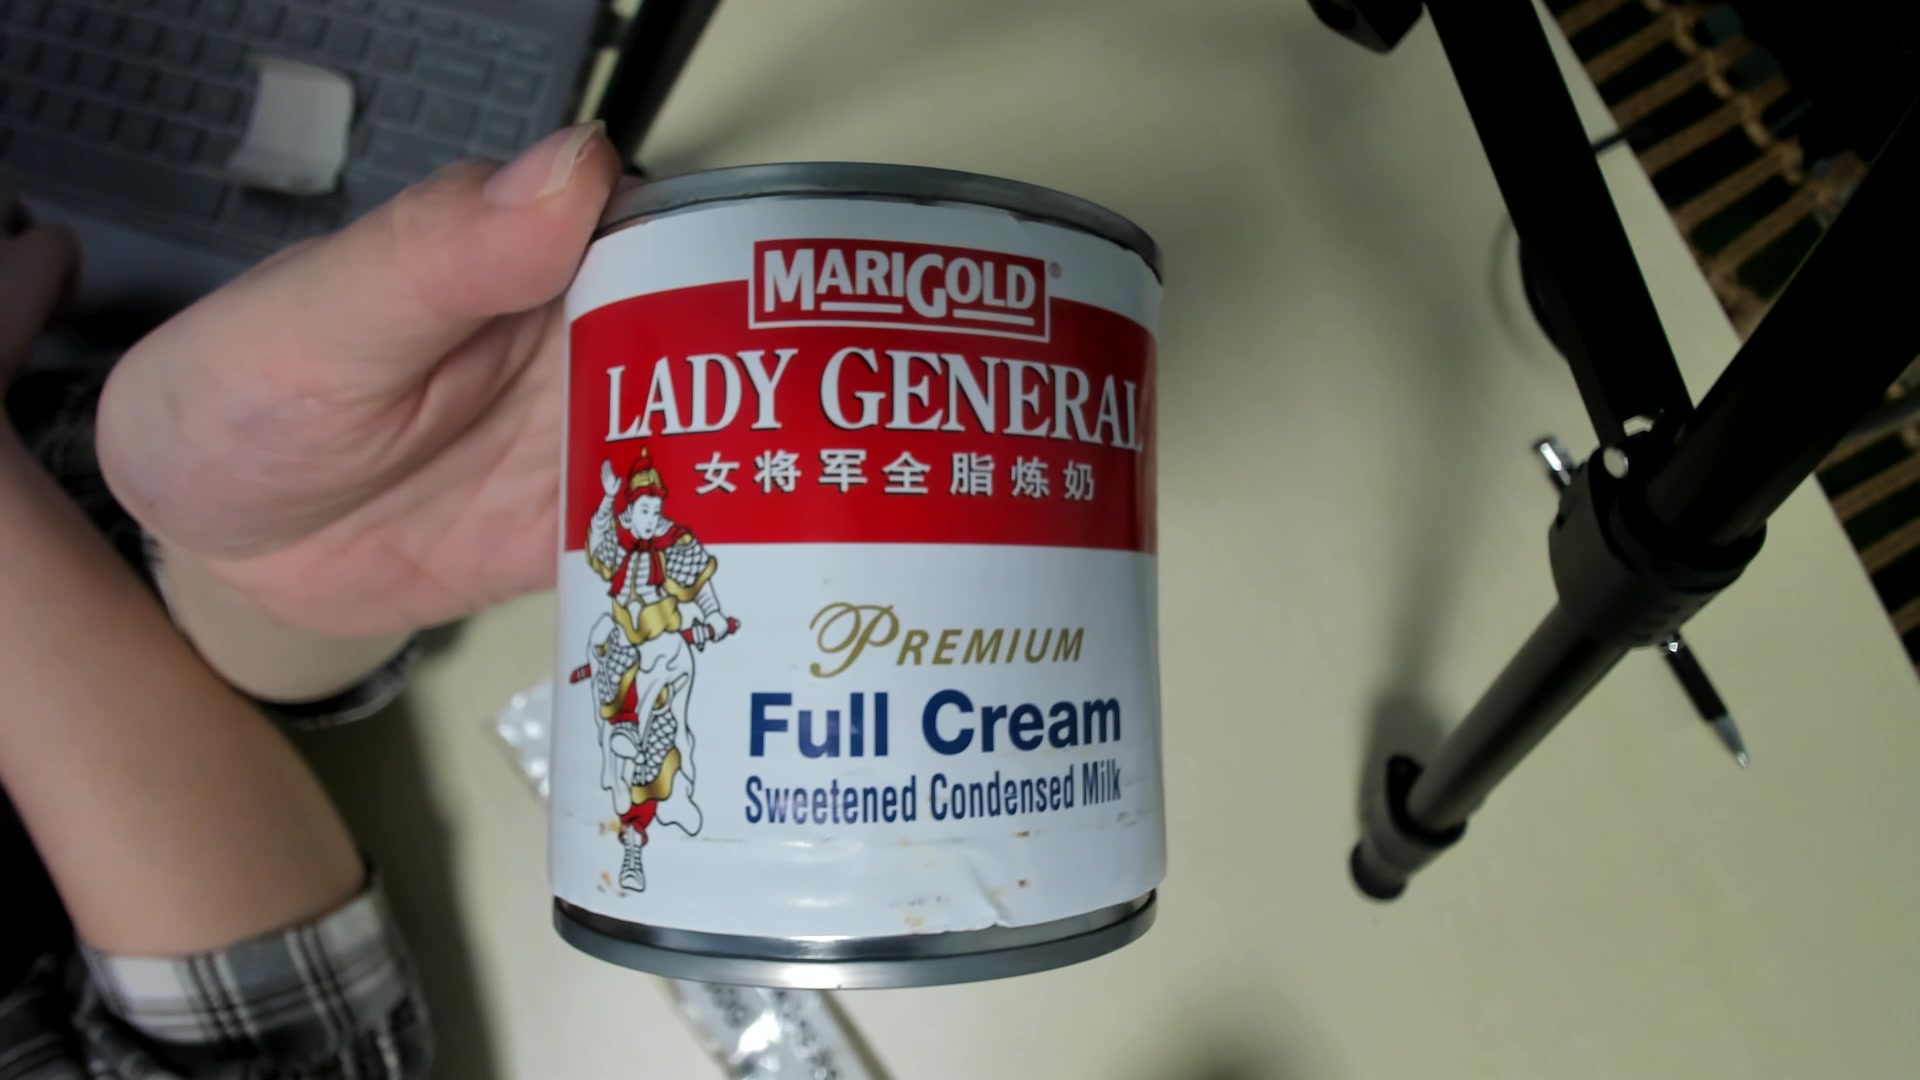 MARIGOLD®
LADY GENERAL
女将军全脂炼奶
PREMIUM
Full Cream
Sweetened Condensed Milk